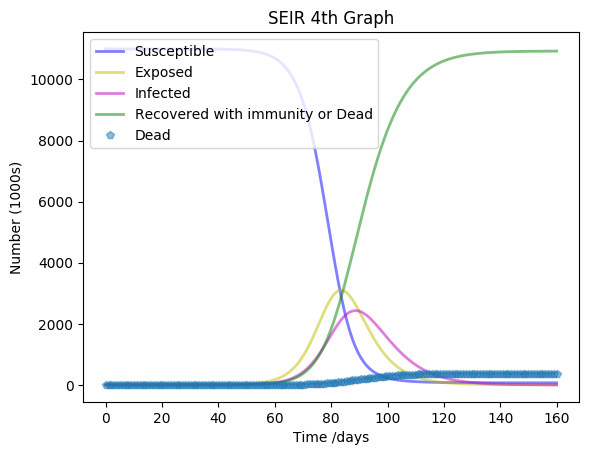 SEIR 4th Graph
Susceptible
Exposed
Infected
Recovered with immunity or Dead
Dead
Number (1000s)
10000
8000
6000
4000
2000
0
0 20 40 60 80 100 120 140 160
Time /days